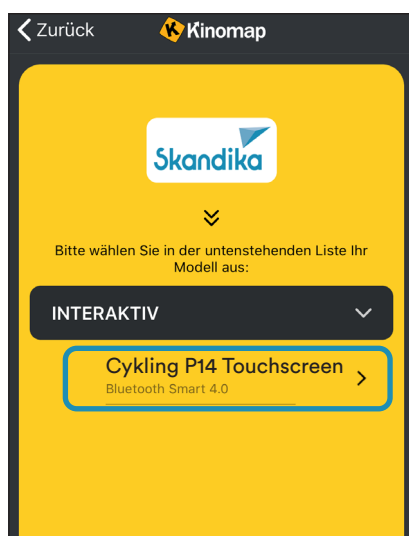 Zurück
Kinomap
Skandika
Bitte wählen Sie in der untenstehenden Liste Ihr
Modell aus:
INTERAKTIV
Cykling P14 Touchscreen
Bluetooth Smart 4.0